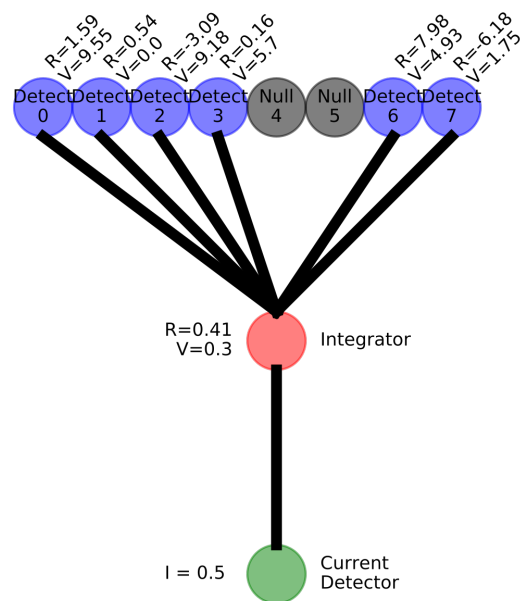 R=1.59
V=9.55
R=0.54
V=0.0
R=-3.09
V=9.18
R=0.16
V=5.7
R=7.98
V=4.93
R=-6.18
V=1.75
Detect
0
Detect
1
Detect
2
Detect
3
Null
4
Null
5
Detect
6
Detect
7
R=0.41
V=0.3
Integrator
I = 0.5
Current
Detector